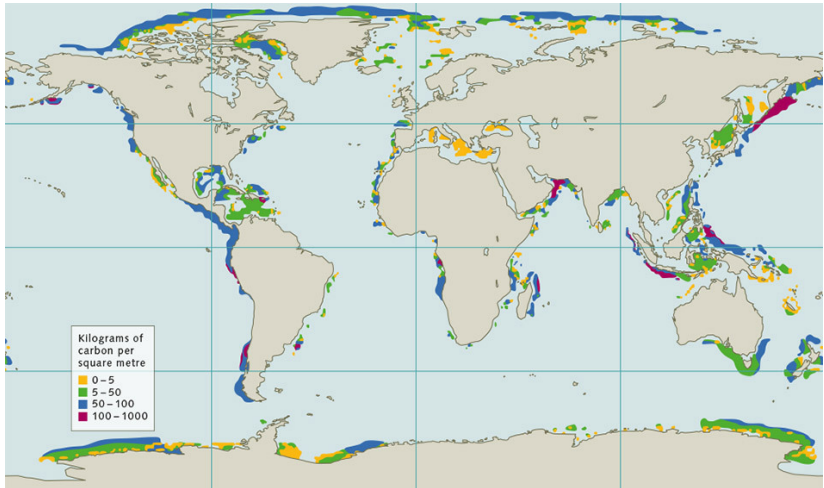 Kilograms of
carbon per
square metre
0–5
5–50
50–100
100–1000